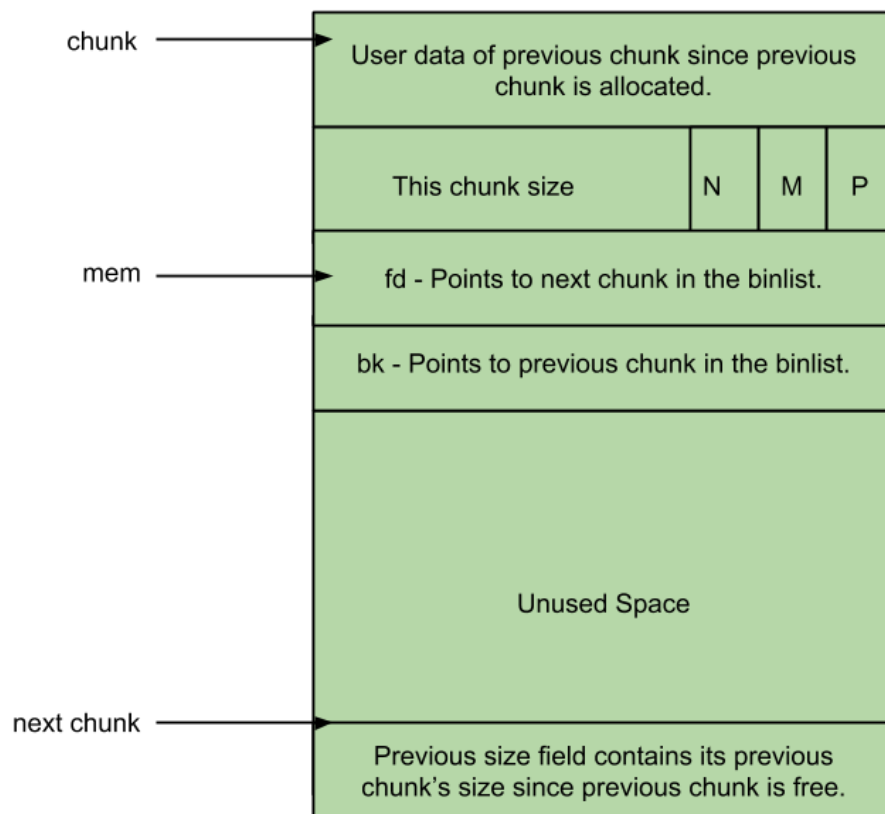 chunk
User data of previous chunk since previous
chunk is allocated.
This chunk size N M P
mem
fd - Points to next chunk in the binlist.
bk - Points to previous chunk in the binlist.
Unused Space
next chunk
Previous size field contains its previous
chunk’s size since previous chunk is free.